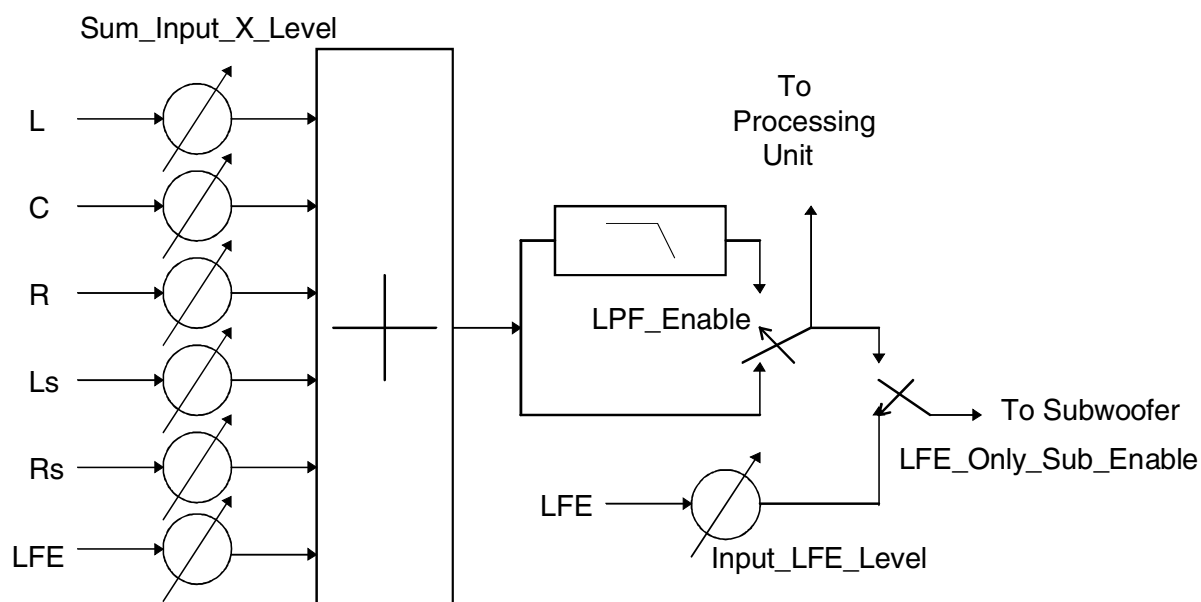 Sum_Input_X_Level
L
C
R
Ls
Rs
LFE
To
Processing
Unit
LPF_Enable
To Subwoofer
LFE_Only_Sub_Enable
LFE
Input_LFE_Level